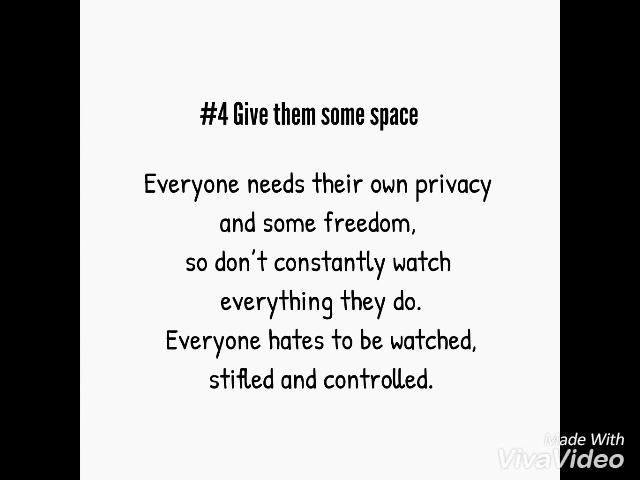 #4 Give them some space
Everyone needs their own privacy
and some freedom,
so don't constantly watch
everything they do.
Everyone hates to be watched,
stifled and controlled.
Made With
VivaVideo